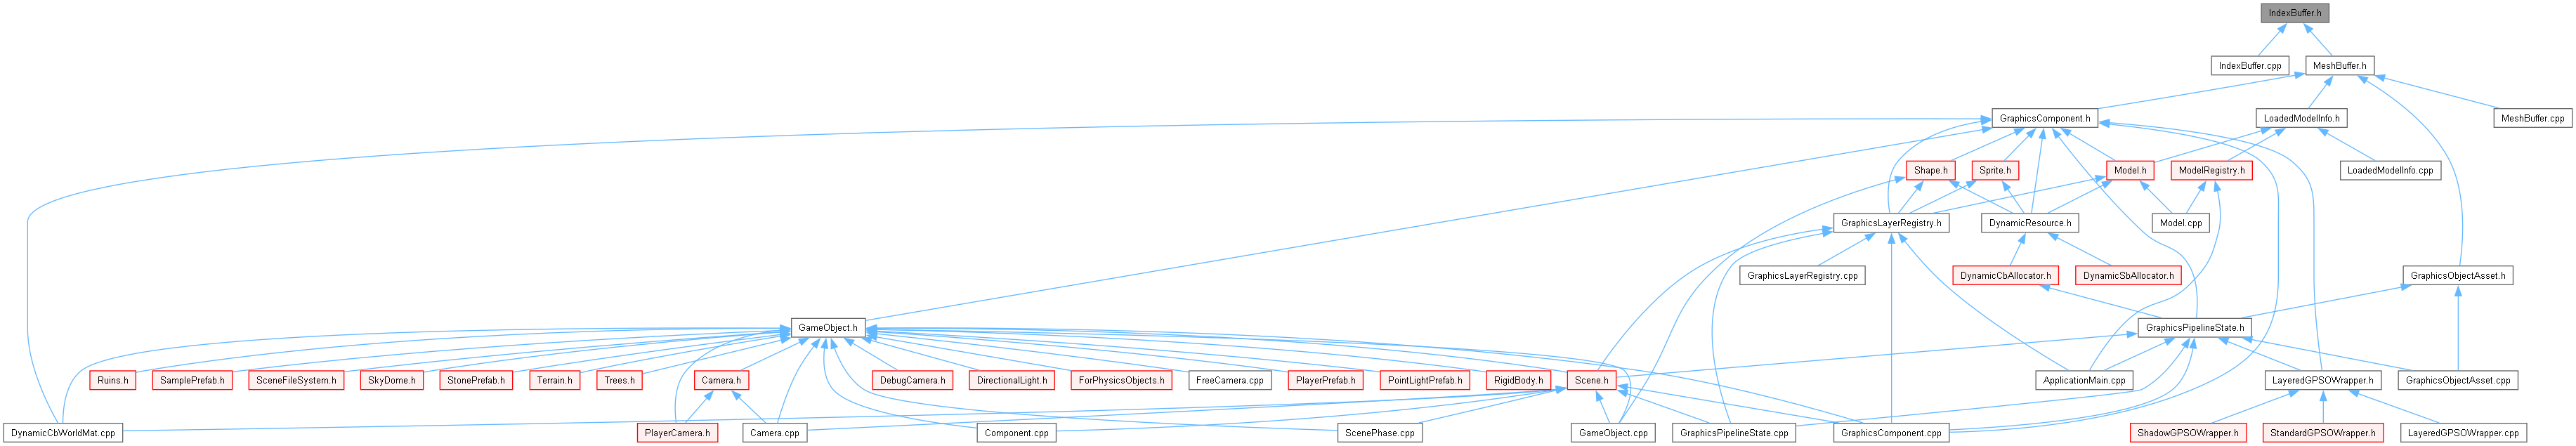 IndexBuffer.h
IndexBuffer.cpp
MeshBuffer.h
GraphicsComponent.h
LoadedModelInfo.h
MeshBuffer.cpp
Shape.h
Sprite.h
Model.h
ModelRegistry.h
LoadedModelInfo.cpp
GraphicsLayerRegistry.h
DynamicResource.h
Model.cpp
GraphicsLayerRegistry.cpp
DynamicCbAllocator.h
DynamicSbAllocator.h
GraphicsObjectAsset.h
GameObject.h
GraphicsPipelineState.h
Ruins.h
SamplePrefab.h
SceneFileSystem.h
SkyDome.h
StonePrefab.h
Terrain.h
Trees.h
Camera.h
DebugCamera.h
DirectionalLight.h
ForPhysicsObjects.h
FreeCamera.cpp
PlayerPrefab.h
PointLightPrefab.h
RigidBody.h
Scene.h
ApplicationMain.cpp
LayeredGPSOWrapper.h
GraphicsObjectAsset.cpp
DynamicCbWorldMat.cpp
PlayerCamera.h
Camera.cpp
Component.cpp
ScenePhase.cpp
GameObject.cpp
GraphicsPipelineState.cpp
GraphicsComponent.cpp
ShadowGPSOWrapper.h
StandardGPSOWrapper.h
LayeredGPSOWrapper.cpp